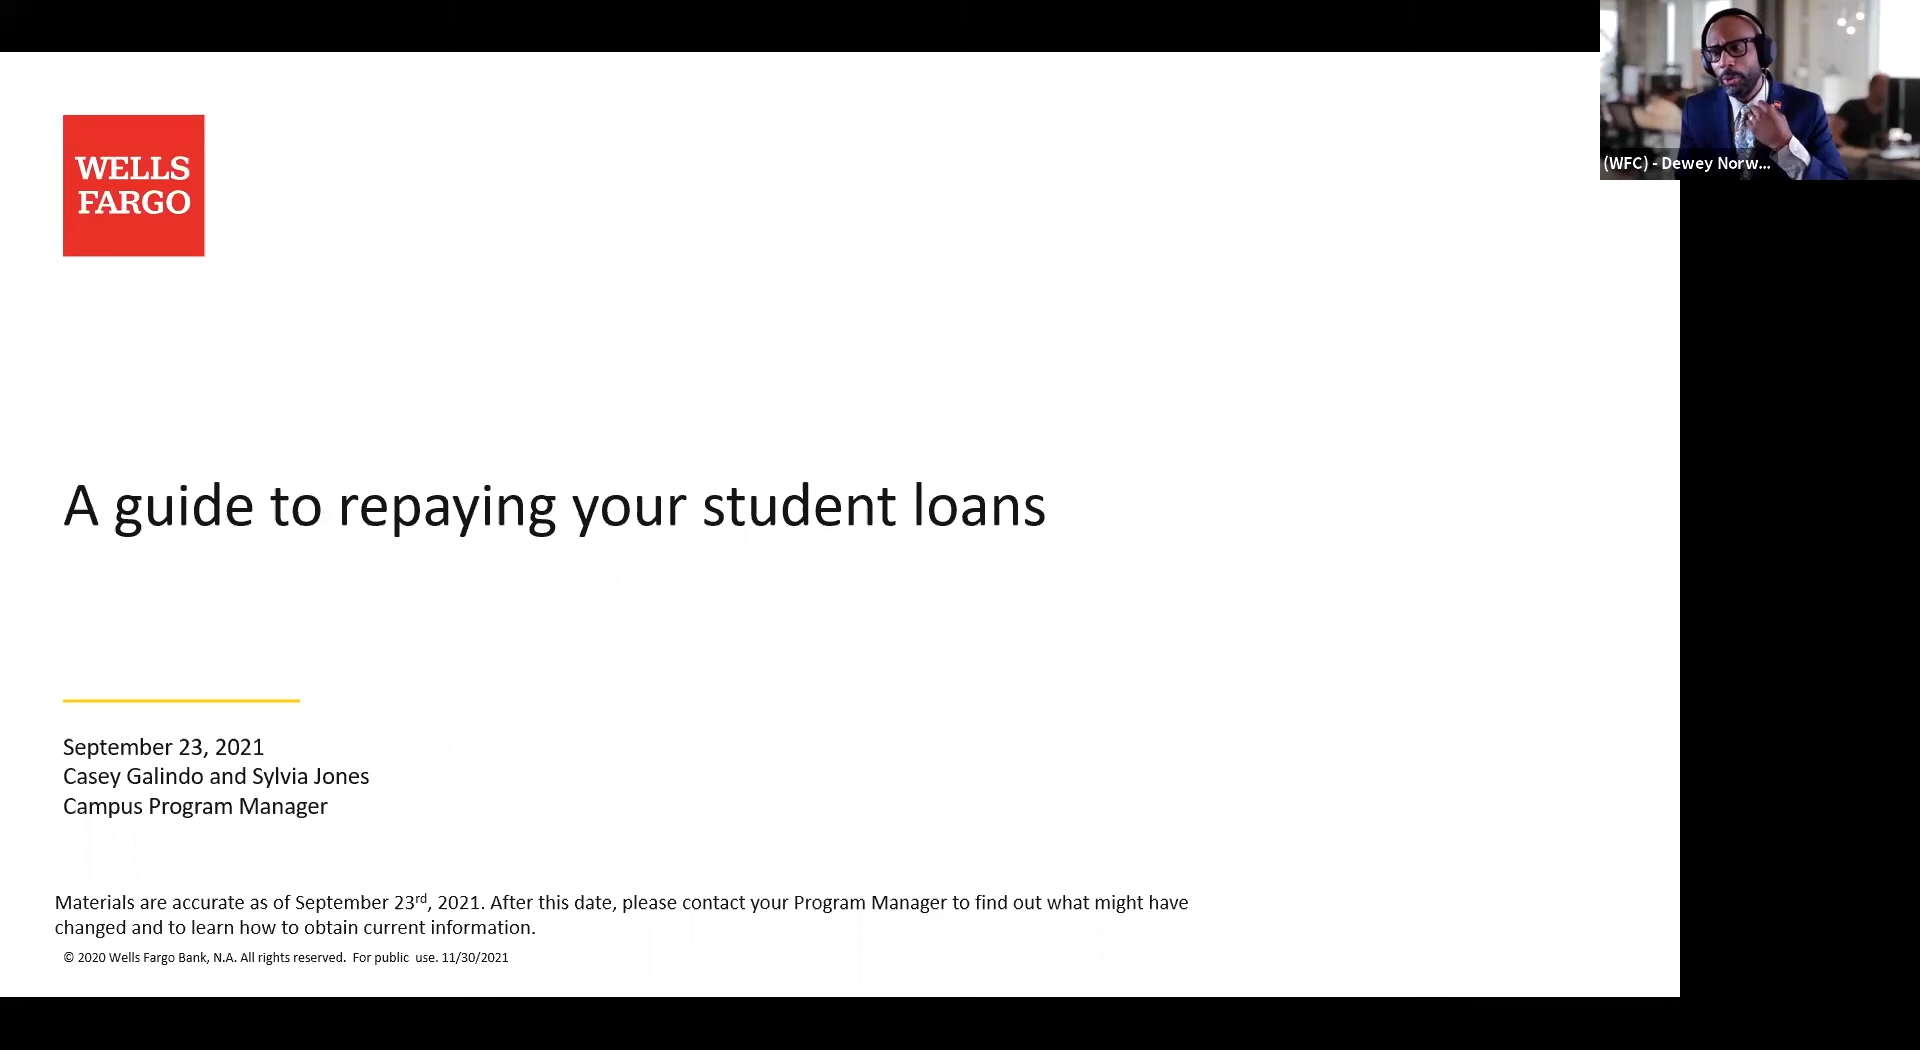 WELLS
FARGO
(WFC) - Dewey Norw...
A guide to repaying your student loans
September 23, 2021
Casey Galindo and Sylvia Jones
Campus Program Manager
Materials are accurate as of September 23rd, 2021. After this date, please contact your Program Manager to find out what might have
changed and to learn how to obtain current information.
© 2020 Wells Fargo Bank, N.A. All rights reserved.  For public  use. 11/30/2021